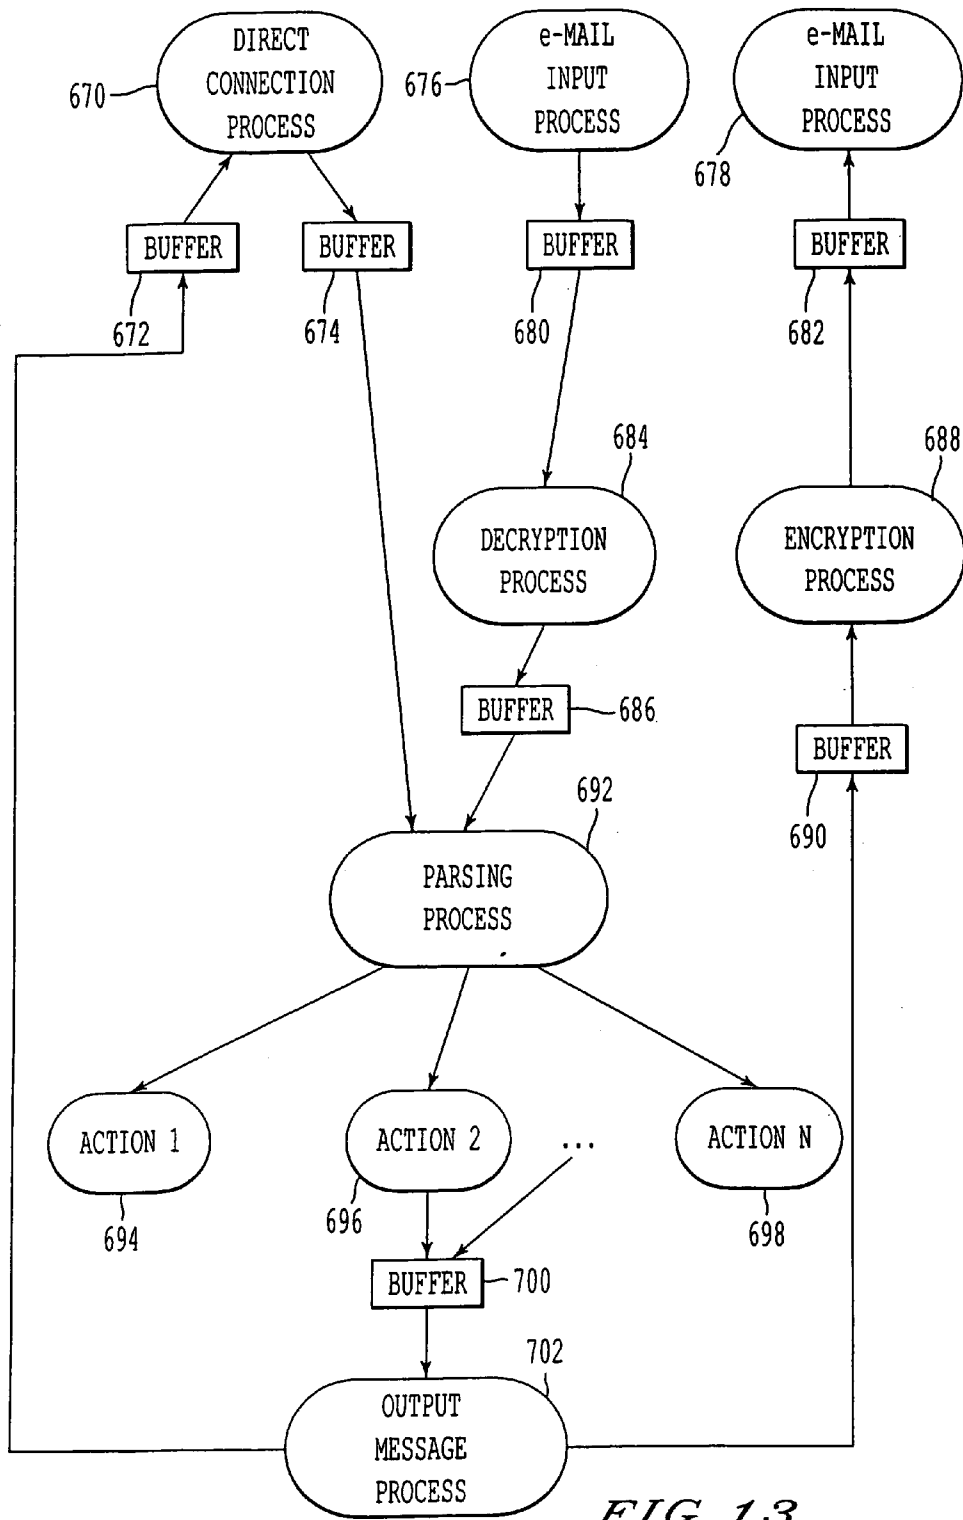 DIRECT
CONNECTION
PROCESS
670
e-MAIL
INPUT
PROCESS
676
e-MAIL
INPUT
PROCESS
678
BUFFER
672
BUFFER
674
BUFFER
680
BUFFER
682
684
DECRYPTION
PROCESS
688
ENCRYPTION
PROCESS
BUFFER
686
BUFFER
690
692
PARSING
PROCESS
ACTION 1
694
ACTION 2
696
...
ACTION N
698
BUFFER
700
702
OUTPUT
MESSAGE
PROCESS
FIG. 13